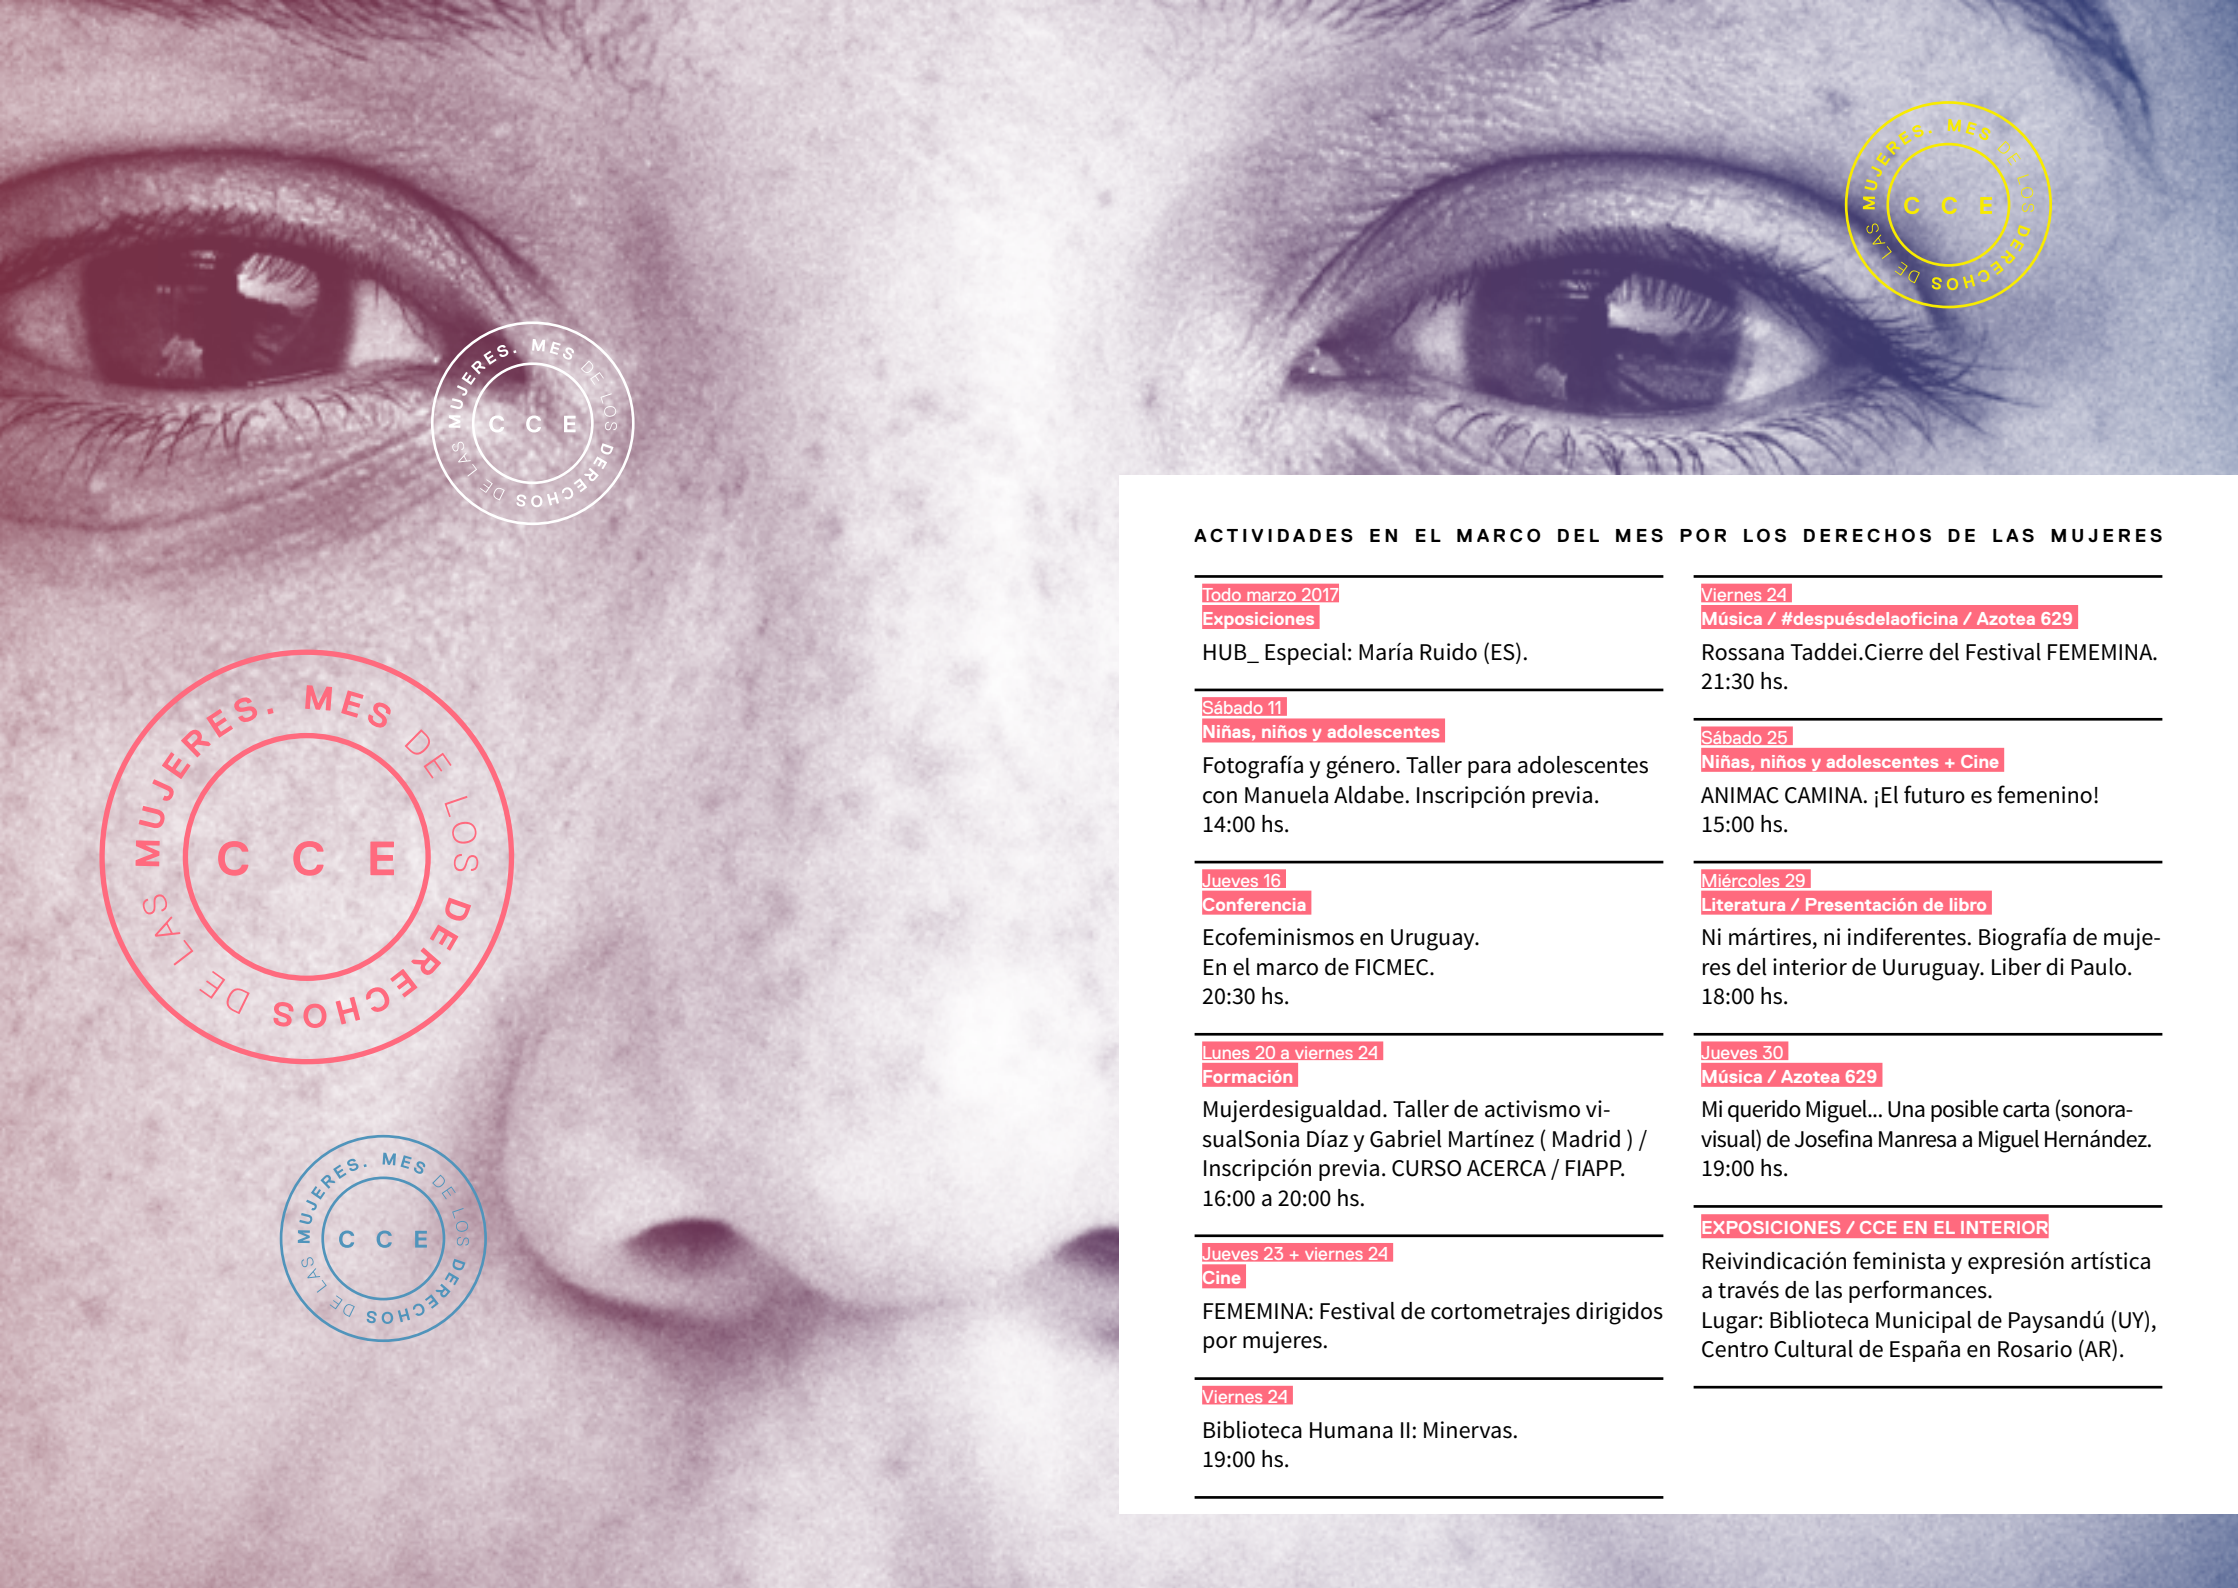 MES DE LOS DERECHOS DE LAS MUJERES.
C C E
MES DE LOS DERECHOS DE LAS MUJERES.
C C E
MES DE LOS DERECHOS DE LAS MUJERES.
C C E
MES DE LOS DERECHOS DE LAS MUJERES.
C C E
ACTIVIDADES EN EL MARCO DEL MES POR LOS DERECHOS DE LAS MUJERES
Todo marzo 2017
Exposiciones
HUB_ Especial: María Ruido (ES).
Sábado 11
Niñas, niños y adolescentes
Fotografía y género. Taller para adolescentes
con Manuela Aldabe. Inscripción previa.
14:00 hs.
Jueves 16
Conferencia
Ecofeminismos en Uruguay.
En el marco de FICMEC.
20:30 hs.
Lunes 20 a viernes 24
Formación
Mujerdesigualdad. Taller de activismo vi-
sualSonia Díaz y Gabriel Martínez ( Madrid ) /
Inscripción previa. CURSO ACERCA / FIAPP.
16:00 a 20:00 hs.
Jueves 23 + viernes 24
Cine
FEMEMINA: Festival de cortometrajes dirigidos
por mujeres.
Viernes 24
Biblioteca Humana II: Minervas.
19:00 hs.
Viernes 24
Música / #despuésdelaoficina / Azotea 629
Rossana Taddei.Cierre del Festival FEMEMINA.
21:30 hs.
Sábado 25
Niñas, niños y adolescentes + Cine
ANIMAC CAMINA. ¡El futuro es femenino!
15:00 hs.
Miércoles 29
Literatura / Presentación de libro
Ni mártires, ni indiferentes. Biografía de muje-
res del interior de Uuruguay. Liber di Paulo.
18:00 hs.
Jueves 30
Música / Azotea 629
Mi querido Miguel... Una posible carta (sonora-
visual) de Josefina Manresa a Miguel Hernández.
19:00 hs.
EXPOSICIONES / CCE EN EL INTERIOR
Reivindicación feminista y expresión artística
a través de las performances.
Lugar: Biblioteca Municipal de Paysandú (UY),
Centro Cultural de España en Rosario (AR).